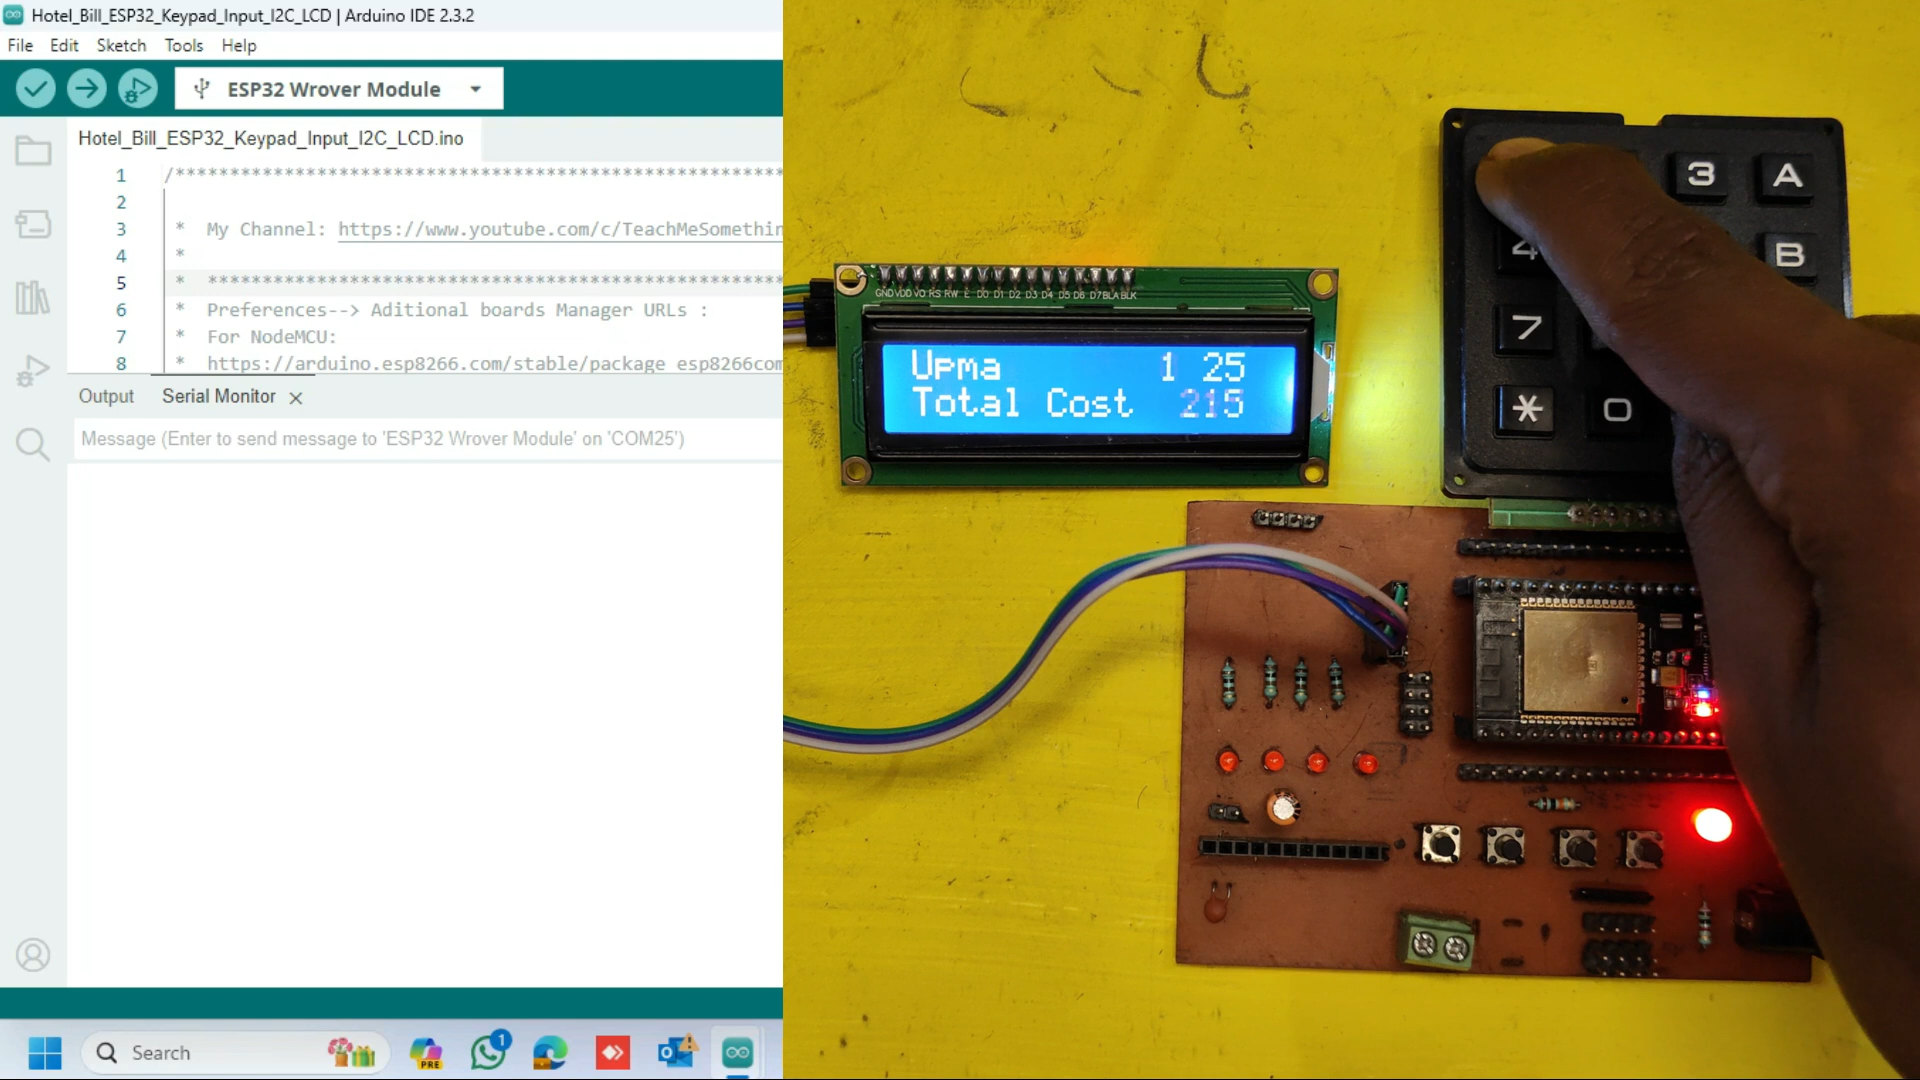 Hotel_Bill_ESP32_Keypad_Input_I2C_LCD | Arduino IDE 2.3.2
File Edit Sketch Tools Help
ESP32 Wrover Module
Hotel_Bill_ESP32_Keypad_Input_I2C_LCD.ino
1 /*********************************************************
2
3 * My Channel: https://www.youtube.com/c/TeachMeSomethin
4 *
5 * *****************************************************
6 * Preferences--> Aditional boards Manager URLs :
7 * For NodeMCU:
8 * https://arduino.esp8266.com/stable/package_esp8266com
Output Serial Monitor
Message (Enter to send message to 'ESP32 Wrover Module' on 'COM25')
Search
PRE
1
GND VDD VO RS RW E D0 D1 D2 D3 D4 D5 D6 D7 BLA BLK
Upma 1 25
Total Cost 215
3 A
4 B
7
* 0